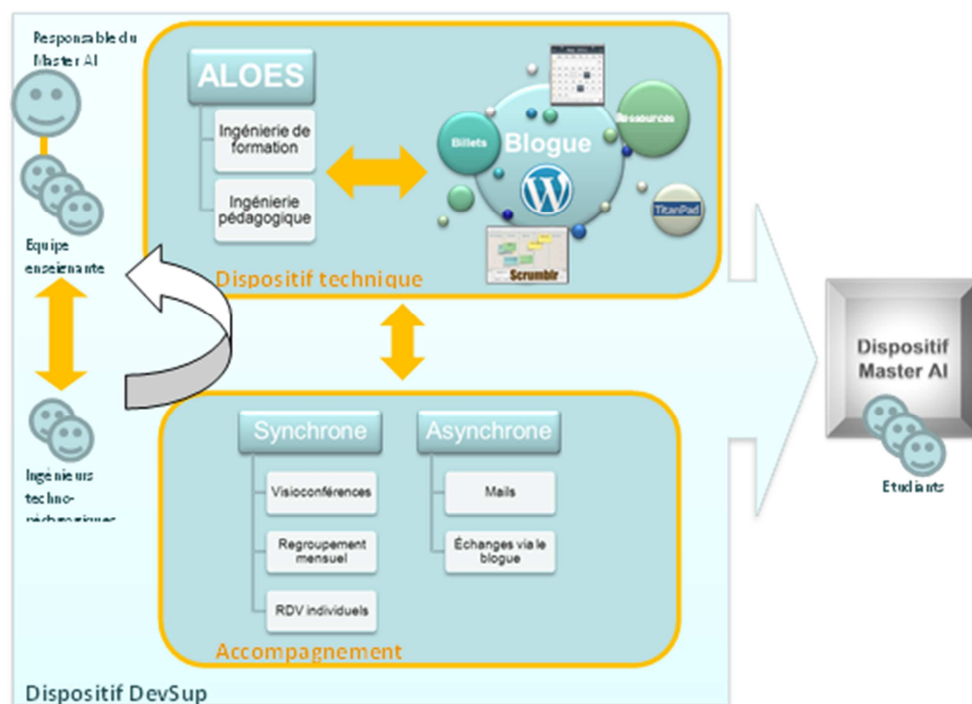 Responsable du
Master AI
Equipe
enseignante
Ingénieurs
techno-
ALOES
Ingénierie de
formation
Ingénierie
pédagogique
Billets
Blogue
Ressources
TitanPad
Scrumblr
Dispositif technique
Synchrone
Visioconférences
Regroupement
mensuel
RDV individuels
Asynchrone
Mails
Échanges via le
blogue
Accompagnement
Dispositif DevSup
Dispositif
Master AI
Etudiants